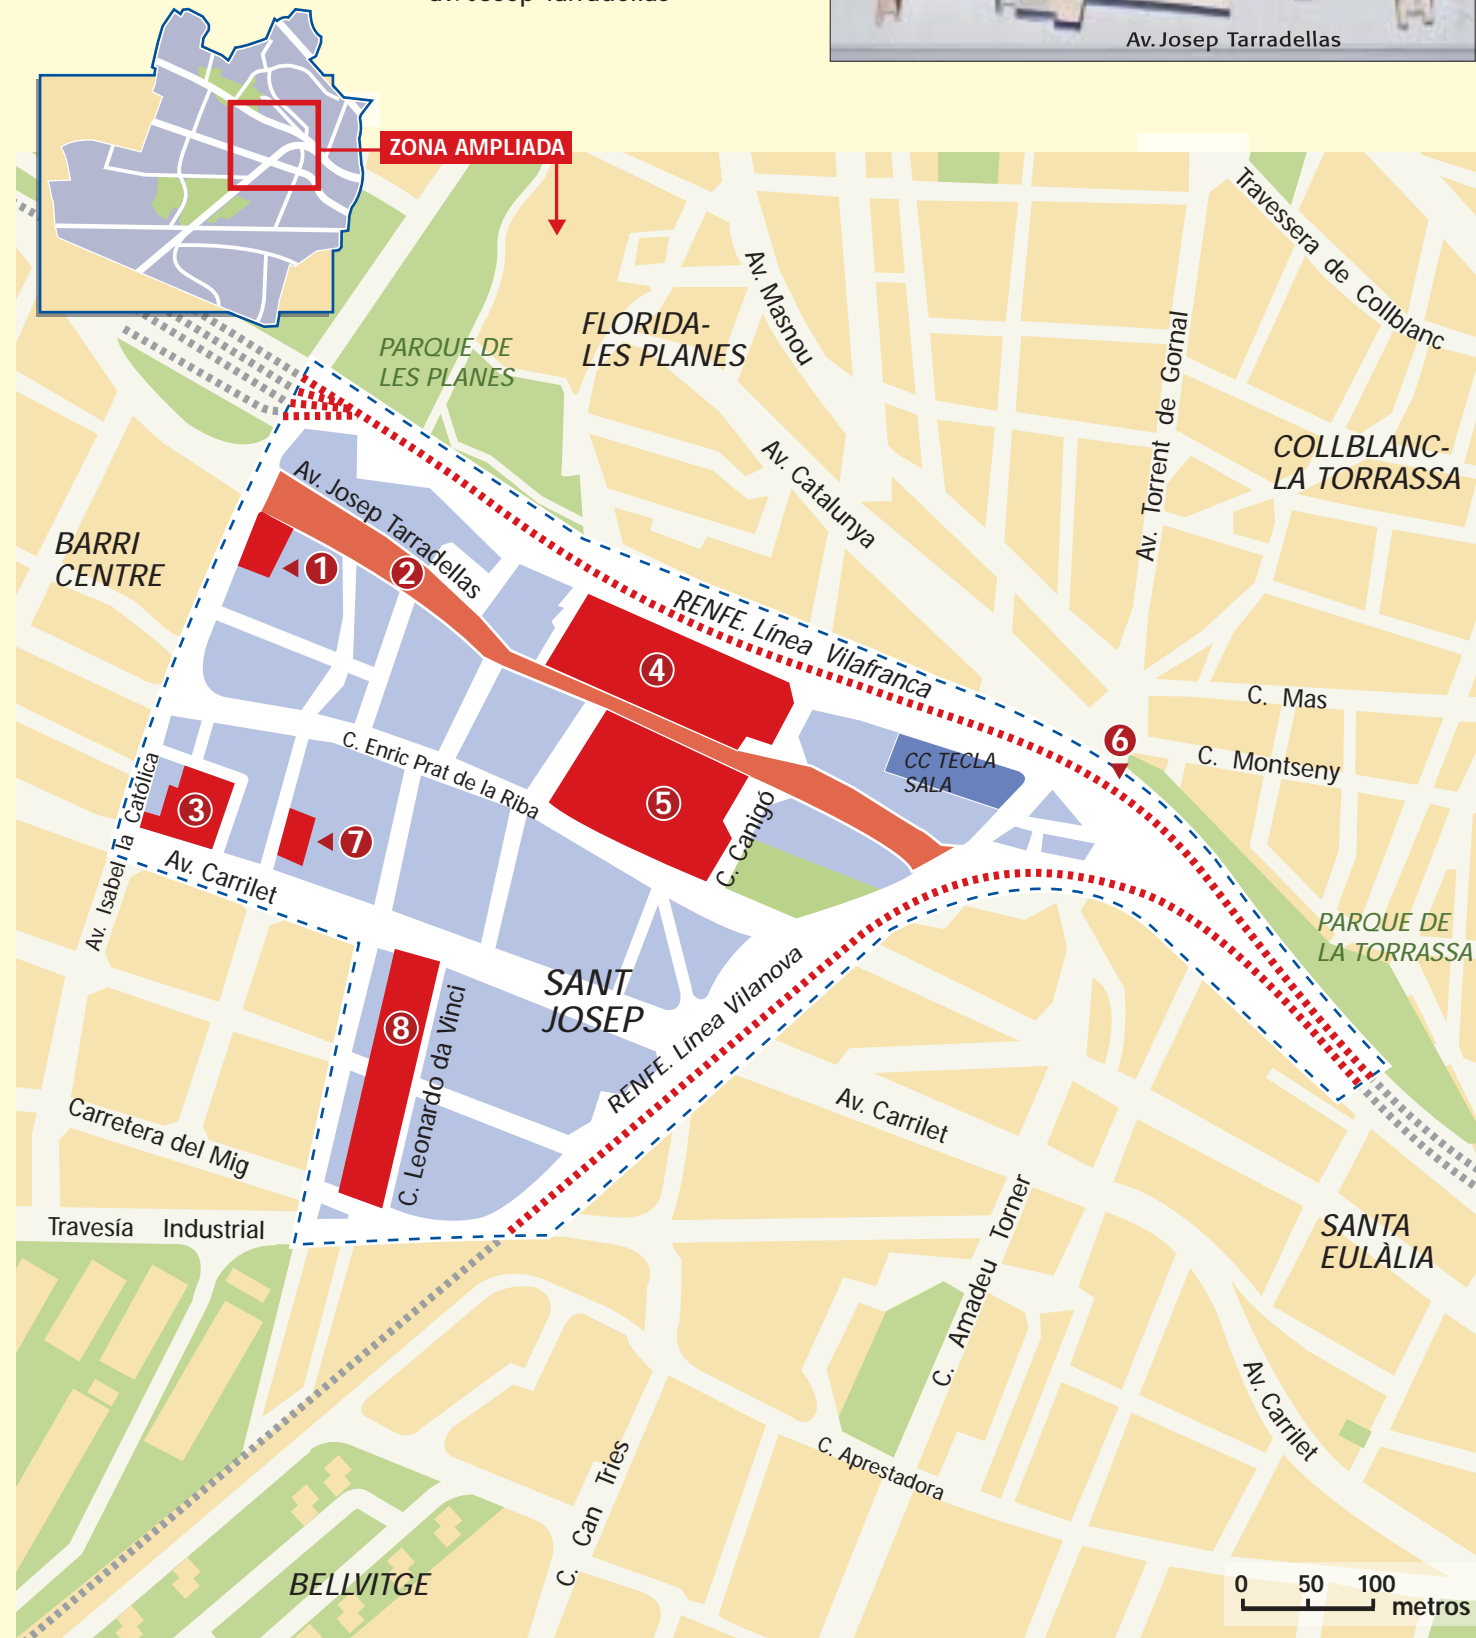 av. Josep Tarradellas
Av. Josep Tarradellas
ZONA AMPLIADA
Travessera de Collblanc
Av. Masnou
FLORIDA-
LES PLANES
PARQUE DE
LES PLANES
Av. Torrent de Gornal
COLLBLANC-
LA TORRASSA
Av. Catalunya
Av. Josep Tarradellas
BARRI
CENTRE
1
2
RENFE. Línea Vilafranca
4
C. Mas
6
C. Montseny
C. Enric Prat de la Riba
CC TECLA
SALA
3
5
C. Canigó
7
Av. Isabel la Católica
Av. Carrilet
PARQUE DE
LA TORRASSA
SANT
JOSEP
RENFE. Línea Vilanova
8
C. Leonardo da Vinci
Carretera del Mig
Av. Carrilet
Travesía Industrial
C. Amadeu Torner
SANTA
EULÀLIA
Av. Carrilet
C. Aprestadora
C. Can Tries
BELLVITGE
0 50 100
metros